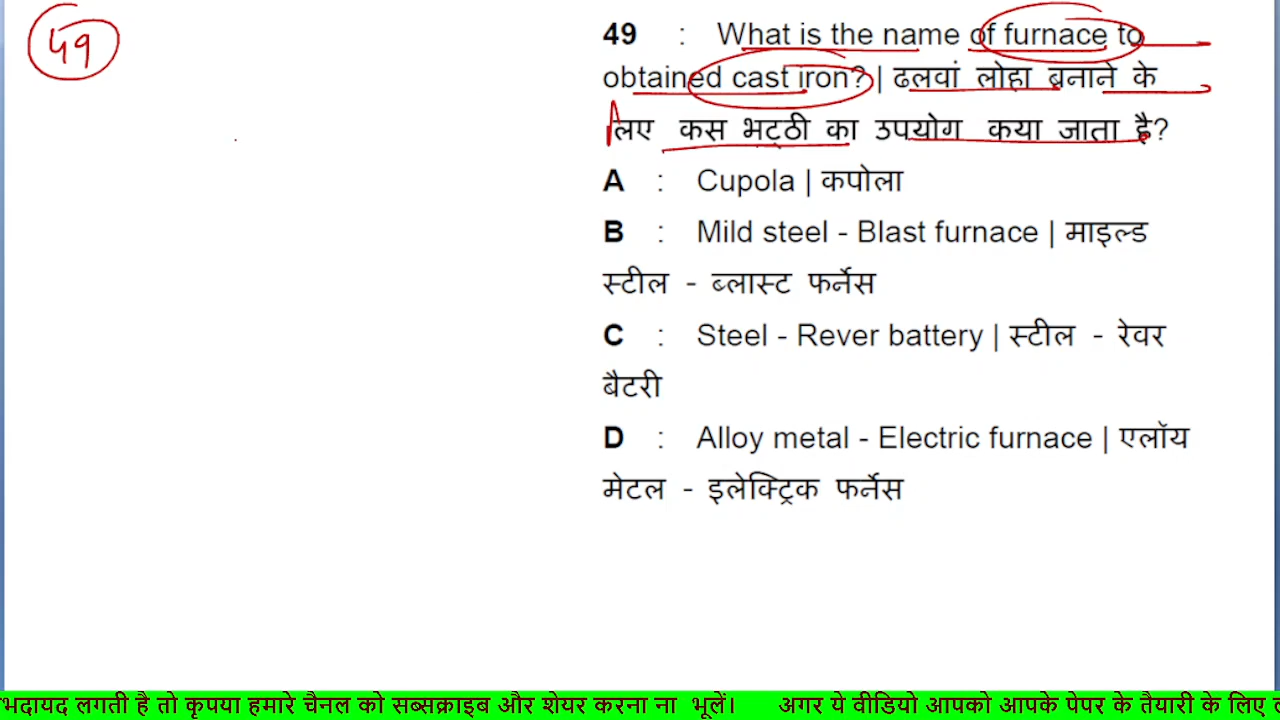 49
49 : What is the name of furnace to
obtained cast iron? | ढलवां लोहा बनाने के
लिए कस भट्ठी का उपयोग कया जाता है?
A : Cupola | कपोला
B : Mild steel - Blast furnace | माइल्ड
स्टील - ब्लास्ट फर्नेस
C : Steel - Rever battery | स्टील - रेवर
बैटरी
D : Alloy metal - Electric furnace | एलॉय
मेटल - इलेक्ट्रिक फर्नेस
भदायद लगती है तो कृपया हमारे चैनल को सब्सक्राइब और शेयर करना ना भूलें। अगर ये वीडियो आपको आपके पेपर के तैयारी के लिए